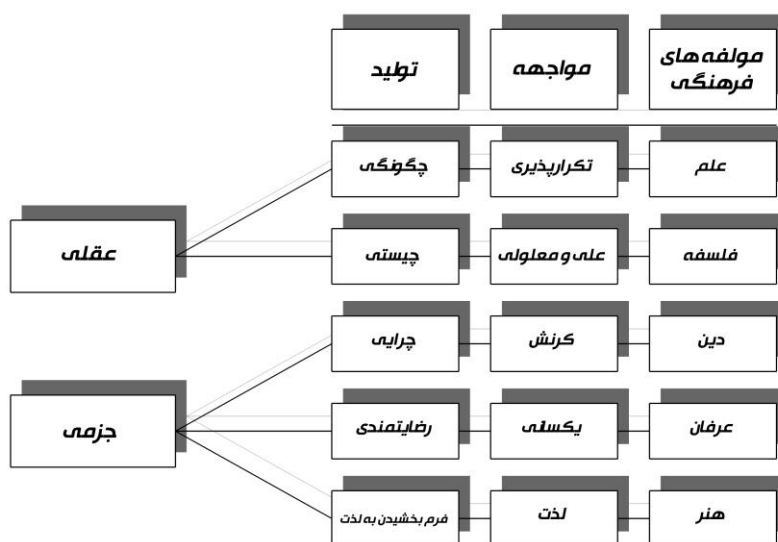 مولفه‌های
فرهنگی
مواجهه
تولید
علم
تکرارپذیری
چگونگی
عقلی
فلسفه
علی و معلولی
چیستی
دین
کرنش
چرایی
جزمی
عرفان
یکسانی
رضایتمندی
هنر
لذت
فرم بخشیدن به لذت